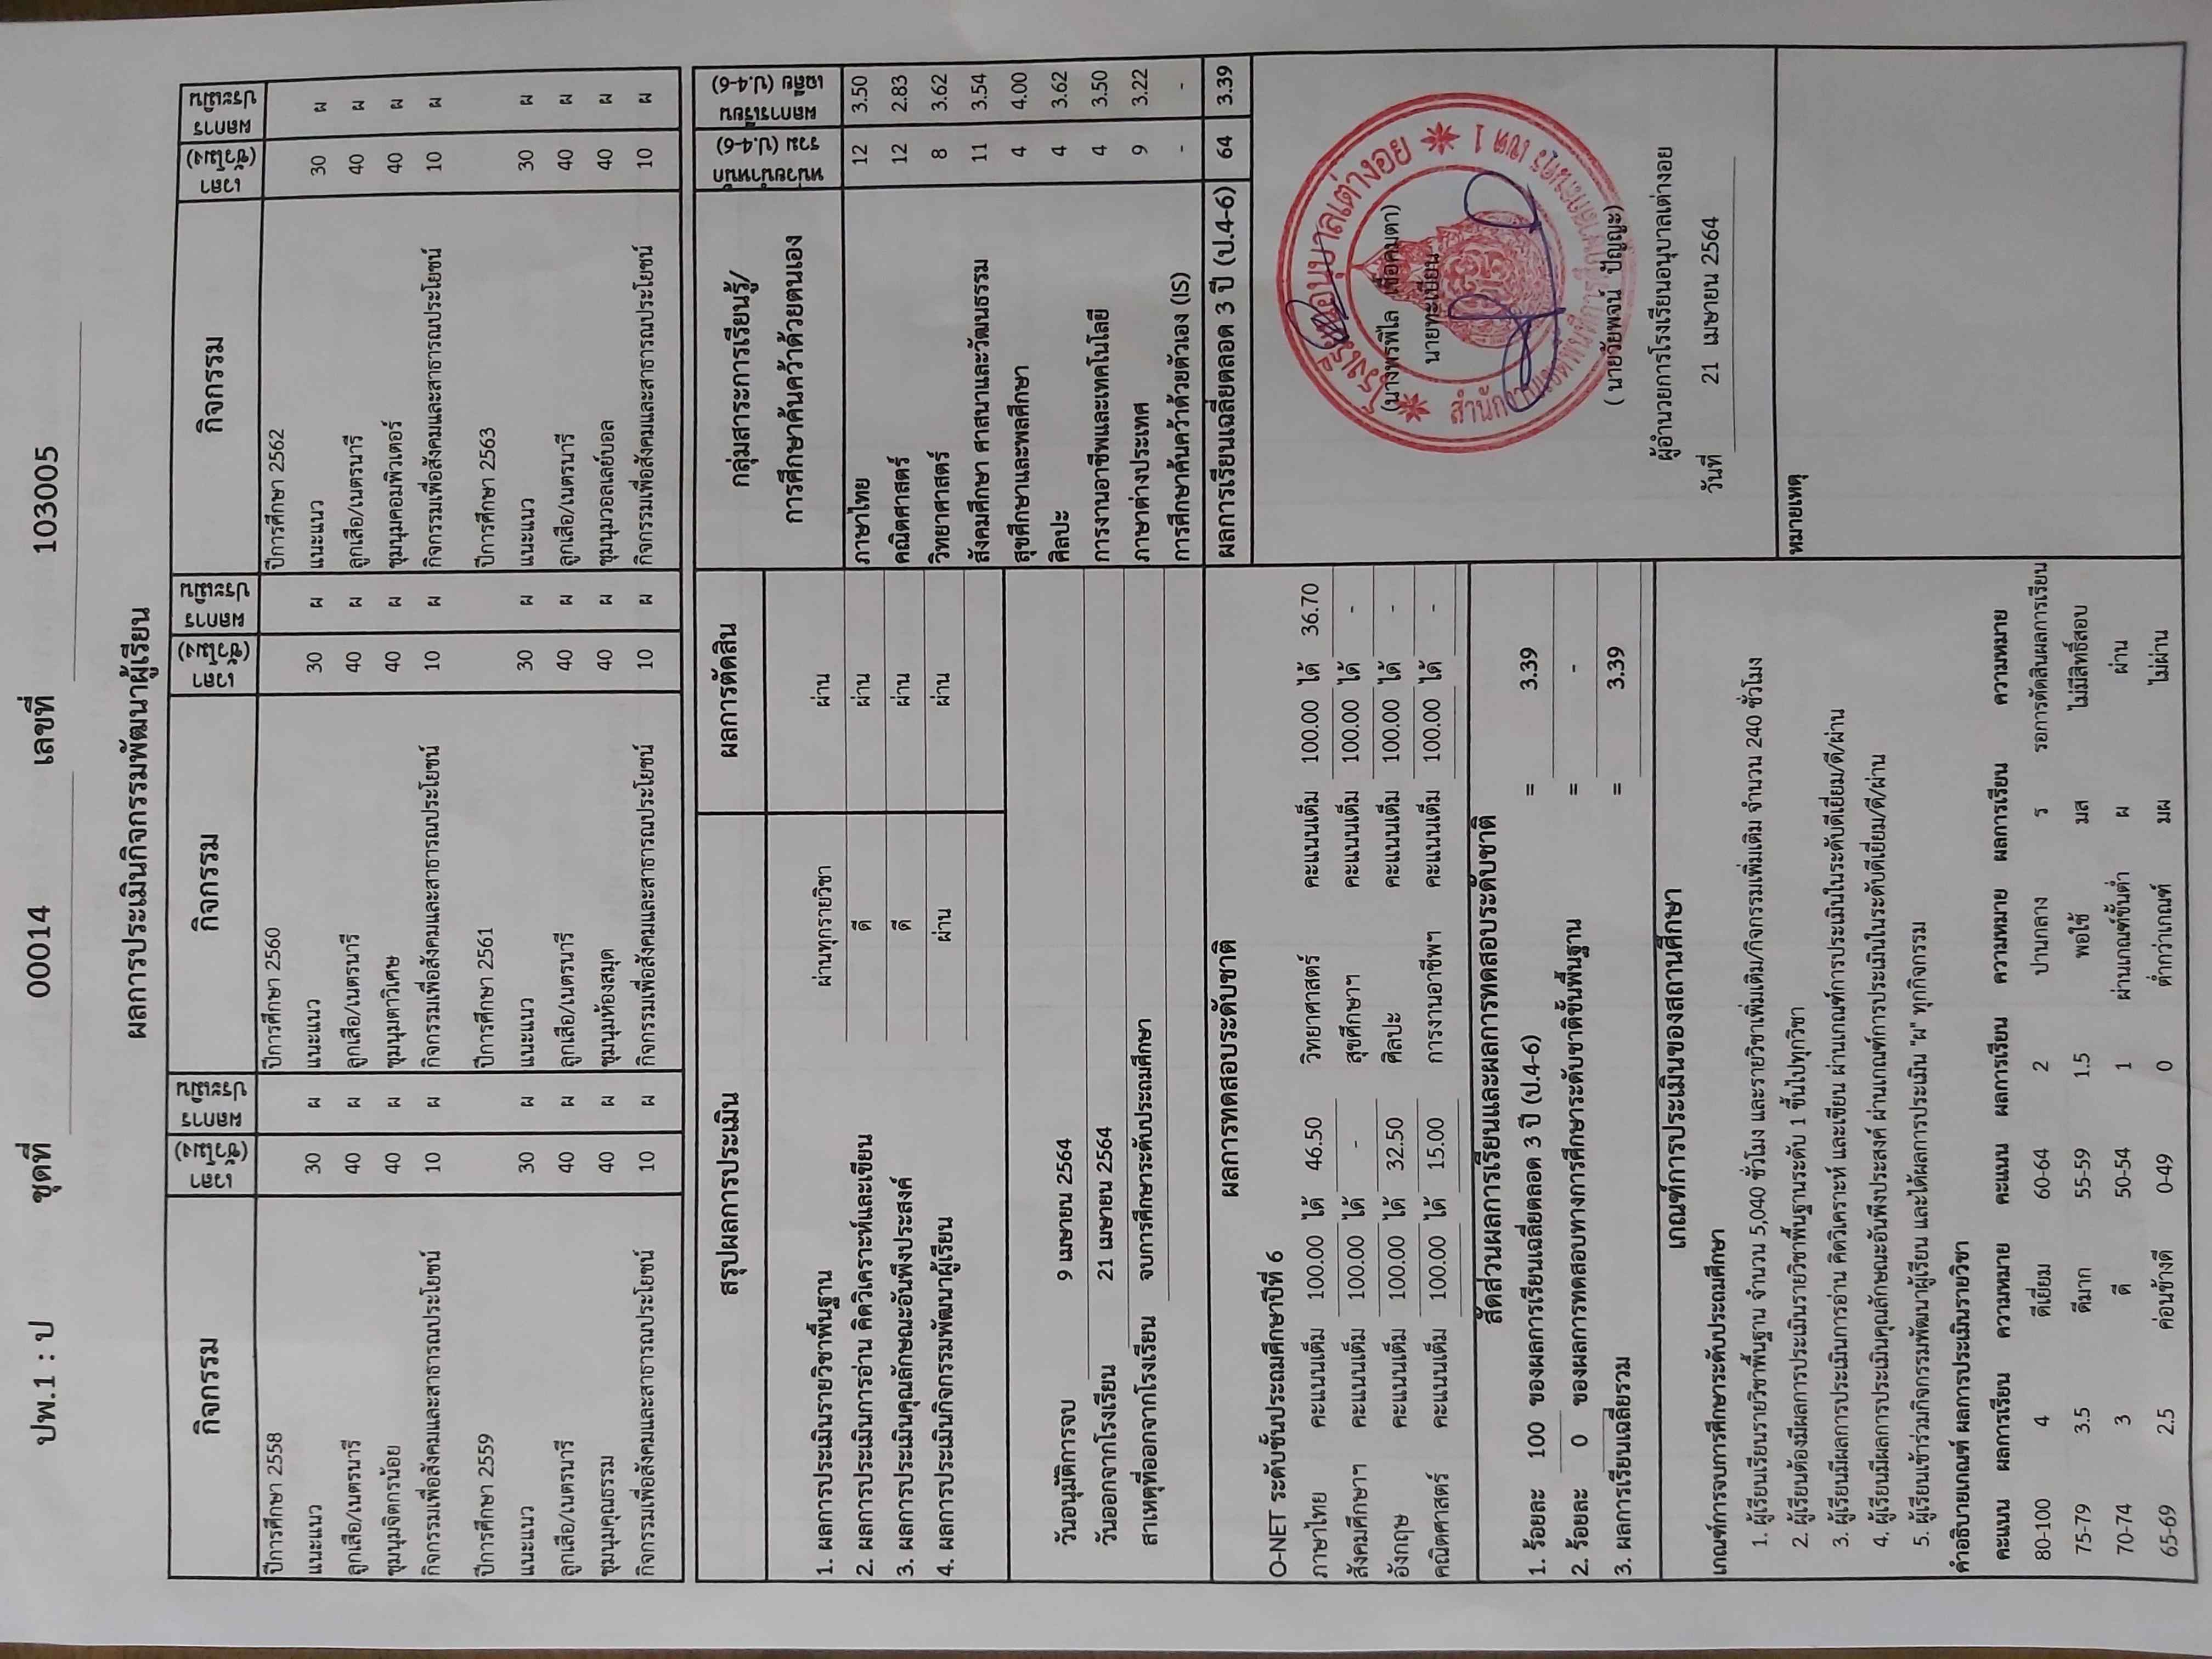 ปพ.1 : ป ชุดที่ 00014 เลขที่ 103005
ผลการประเมินกิจกรรมพัฒนาผู้เรียน
กิจกรรม เวลา (ชั่วโมง) ผลการประเมิน กิจกรรม เวลา (ชั่วโมง) ผลการประเมิน กิจกรรม เวลา (ชั่วโมง) ผลการประเมิน
ปีการศึกษา 2558 ปีการศึกษา 2560 ปีการศึกษา 2562
แนะแนว 30 ผ แนะแนว 30 ผ แนะแนว 30 ผ
ลูกเสือ/เนตรนารี 40 ผ ลูกเสือ/เนตรนารี 40 ผ ลูกเสือ/เนตรนารี 40 ผ
ชุมนุมจิตกรน้อย 40 ผ ชุมนุมตาวิเศษ 40 ผ ชุมนุมคอมพิวเตอร์ 40 ผ
กิจกรรมเพื่อสังคมและสาธารณประโยชน์ 10 ผ กิจกรรมเพื่อสังคมและสาธารณประโยชน์ 10 ผ กิจกรรมเพื่อสังคมและสาธารณประโยชน์ 10 ผ
ปีการศึกษา 2559 ปีการศึกษา 2561 ปีการศึกษา 2563
แนะแนว 30 ผ แนะแนว 30 ผ แนะแนว 30 ผ
ลูกเสือ/เนตรนารี 40 ผ ลูกเสือ/เนตรนารี 40 ผ ลูกเสือ/เนตรนารี 40 ผ
ชุมนุมคุณธรรม 40 ผ ชุมนุมห้องสมุด 40 ผ ชุมนุมวอลเลย์บอล 40 ผ
กิจกรรมเพื่อสังคมและสาธารณประโยชน์ 10 ผ กิจกรรมเพื่อสังคมและสาธารณประโยชน์ 10 ผ กิจกรรมเพื่อสังคมและสาธารณประโยชน์ 10 ผ
สรุปผลการประเมิน ผลการตัดสิน
1. ผลการประเมินรายวิชาพื้นฐาน ผ่านทุกรายวิชา ผ่าน
2. ผลการประเมินการอ่าน คิดวิเคราะห์และเขียน ดี ผ่าน
3. ผลการประเมินคุณลักษณะอันพึงประสงค์ ดี ผ่าน
4. ผลการประเมินกิจกรรมพัฒนาผู้เรียน ผ่าน ผ่าน
วันอนุมัติการจบ 9 เมษายน 2564
วันออกจากโรงเรียน 21 เมษายน 2564
สาเหตุที่ออกจากโรงเรียน จบการศึกษาระดับประถมศึกษา
กลุ่มสาระการเรียนรู้/
การศึกษาค้นคว้าด้วยตนเอง
หน่วยน้ำหนัก
รวม (ป.4-6)
ผลการเรียน
เฉลี่ย (ป.4-6)
ภาษาไทย 12 3.50
คณิตศาสตร์ 12 2.83
วิทยาศาสตร์ 8 3.62
สังคมศึกษา ศาสนาและวัฒนธรรม 11 3.54
สุขศึกษาและพลศึกษา 4 4.00
ศิลปะ 4 3.62
การงานอาชีพและเทคโนโลยี 4 3.50
ภาษาต่างประเทศ 9 3.22
การศึกษาค้นคว้าด้วยตัวเอง (IS) - -
ผลการเรียนเฉลี่ยตลอด 3 ปี (ป.4-6) 64 3.39
ผลการทดสอบระดับชาติ
O-NET ระดับชั้นประถมศึกษาปีที่ 6
ภาษาไทย คะแนนเต็ม 100.00 ได้ 46.50 วิทยาศาสตร์ คะแนนเต็ม 100.00 ได้ 36.70
สังคมศึกษาฯ คะแนนเต็ม 100.00 ได้ - สุขศึกษาฯ คะแนนเต็ม 100.00 ได้ -
อังกฤษ คะแนนเต็ม 100.00 ได้ 32.50 ศิลปะ คะแนนเต็ม 100.00 ได้ -
คณิตศาสตร์ คะแนนเต็ม 100.00 ได้ 15.00 การงานอาชีพฯ คะแนนเต็ม 100.00 ได้ -
สัดส่วนผลการเรียนและผลการทดสอบระดับชาติ
1. ร้อยละ 100 ของผลการเรียนเฉลี่ยตลอด 3 ปี (ป.4-6) = 3.39
2. ร้อยละ 0 ของผลการทดสอบทางการศึกษาระดับชาติขั้นพื้นฐาน = -
3. ผลการเรียนเฉลี่ยรวม = 3.39
เกณฑ์การประเมินของสถานศึกษา
เกณฑ์การจบการศึกษาระดับประถมศึกษา
1. ผู้เรียนเรียนรายวิชาพื้นฐาน จำนวน 5,040 ชั่วโมง และรายวิชาเพิ่มเติม/กิจกรรมเพิ่มเติม จำนวน 240 ชั่วโมง
2. ผู้เรียนต้องมีผลการประเมินรายวิชาพื้นฐานระดับ 1 ขึ้นไปทุกวิชา
3. ผู้เรียนมีผลการประเมินการอ่าน คิดวิเคราะห์ และเขียน ผ่านเกณฑ์การประเมินในระดับดีเยี่ยม/ดี/ผ่าน
4. ผู้เรียนมีผลการประเมินคุณลักษณะอันพึงประสงค์ ผ่านเกณฑ์การประเมินในระดับดีเยี่ยม/ดี/ผ่าน
5. ผู้เรียนเข้าร่วมกิจกรรมพัฒนาผู้เรียน และได้ผลการประเมิน "ผ" ทุกกิจกรรม
คำอธิบายเกณฑ์ ผลการประเมินรายวิชา
คะแนน ผลการเรียน ความหมาย คะแนน ผลการเรียน ความหมาย ผลการเรียน ความหมาย
80-100 4 ดีเยี่ยม 60-64 2 ปานกลาง ร รอการตัดสินผลการเรียน
75-79 3.5 ดีมาก 55-59 1.5 พอใช้ มส ไม่มีสิทธิ์สอบ
70-74 3 ดี 50-54 1 ผ่านเกณฑ์ขั้นต่ำ ผ ผ่าน
65-69 2.5 ค่อนข้างดี 0-49 0 ต่ำกว่าเกณฑ์ มผ ไม่ผ่าน
โรงเรียนอนุบาลเต่างอย
สำนักงานเขตพื้นที่การศึกษาสกลนคร เขต 1
(นางพรพิไล เชื้อคมตา)
นายทะเบียน
( นายวัยพจน์ ปัญญะ)
ผู้อำนวยการโรงเรียนอนุบาลเต่างอย
วันที่ 21 เมษายน 2564
หมายเหตุ